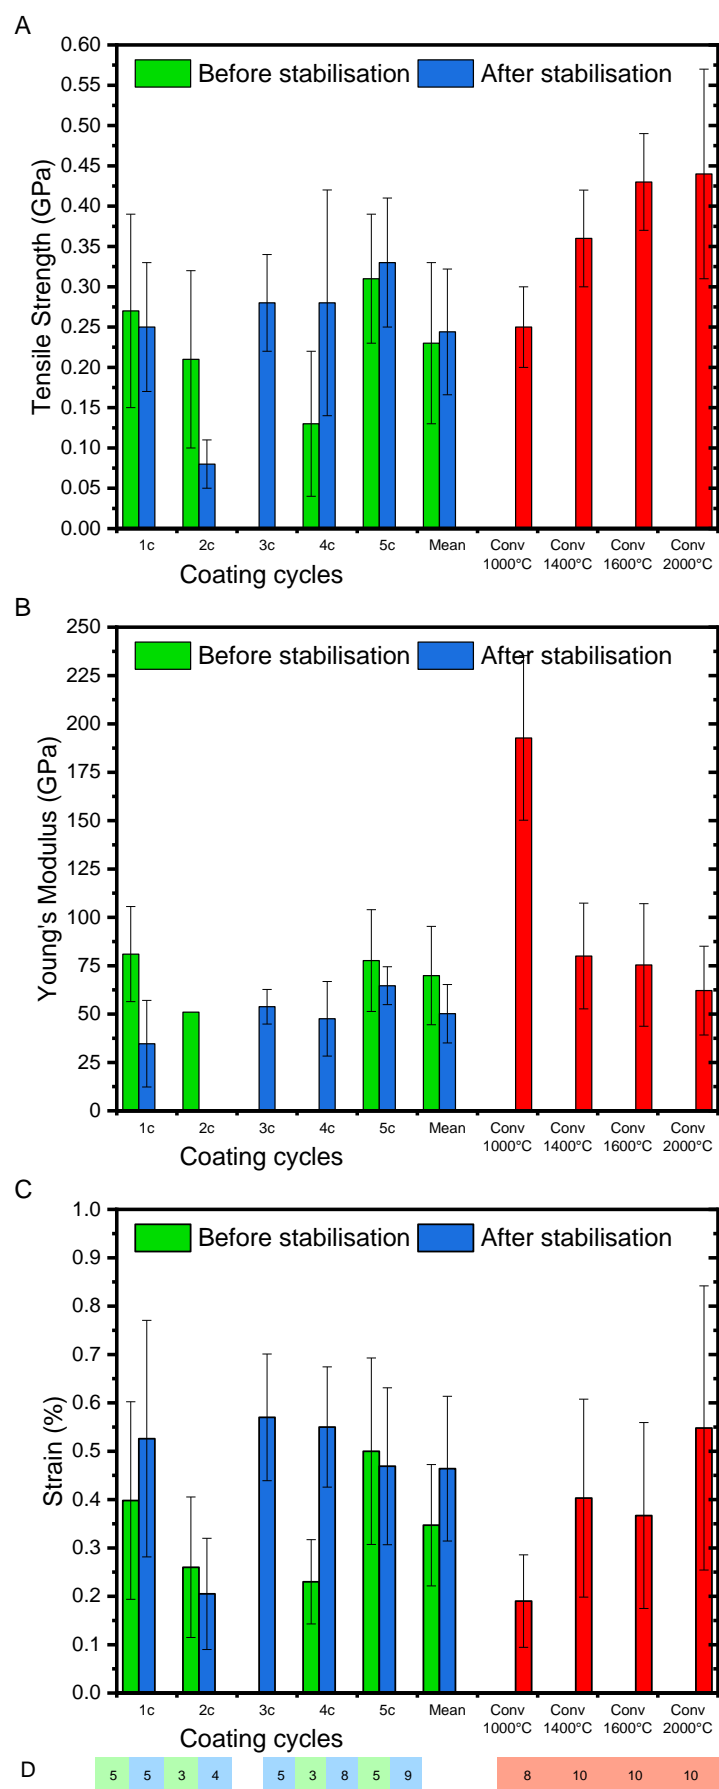 A
0.60
0.55
0.50
0.45
0.40
0.35
0.30
0.25
0.20
0.15
0.10
0.05
0.00
Tensile Strength (GPa)
Before stabilisation After stabilisation
1c 2c 3c 4c 5c Mean Conv 1000°C Conv 1400°C Conv 1600°C Conv 2000°C
Coating cycles
B
250
225
200
175
150
125
100
75
50
25
0
Young's Modulus (GPa)
Before stabilisation After stabilisation
1c 2c 3c 4c 5c Mean Conv 1000°C Conv 1400°C Conv 1600°C Conv 2000°C
Coating cycles
C
1.0
0.9
0.8
0.7
0.6
0.5
0.4
0.3
0.2
0.1
0.0
Strain (%)
Before stabilisation After stabilisation
1c 2c 3c 4c 5c Mean Conv 1000°C Conv 1400°C Conv 1600°C Conv 2000°C
Coating cycles
D 5 5 3 4 5 3 8 5 9 8 10 10 10